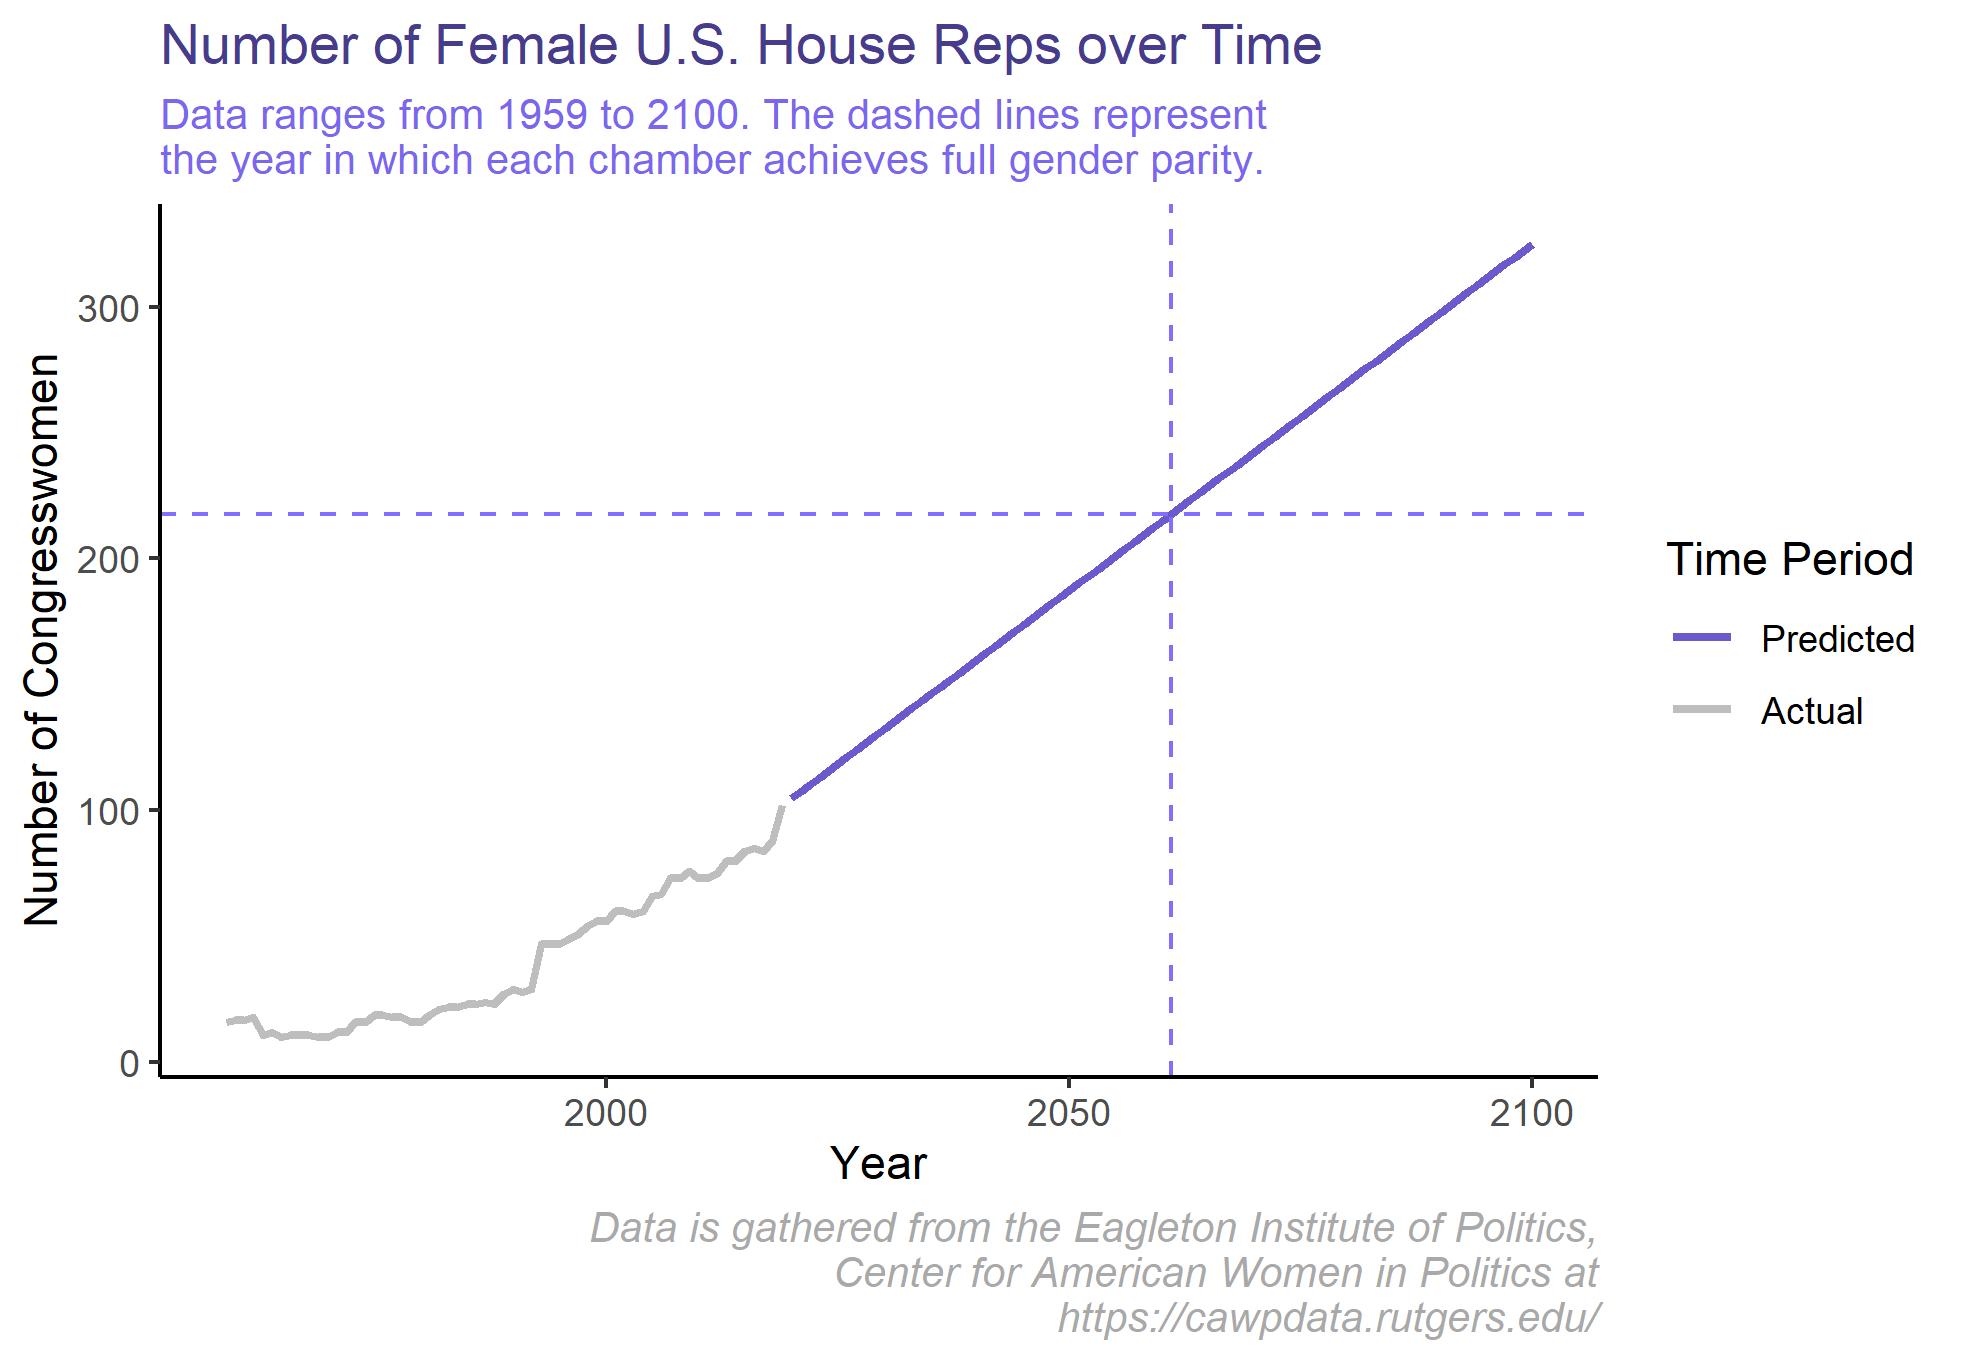 Number of Female U.S. House Reps over Time
Data ranges from 1959 to 2100. The dashed lines represent
the year in which each chamber achieves full gender parity.
Number of Congresswomen
300
200
100
0
2000
2050
2100
Year
Time Period
Predicted
Actual
Data is gathered from the Eagleton Institute of Politics,
Center for American Women in Politics at
https://cawpdata.rutgers.edu/